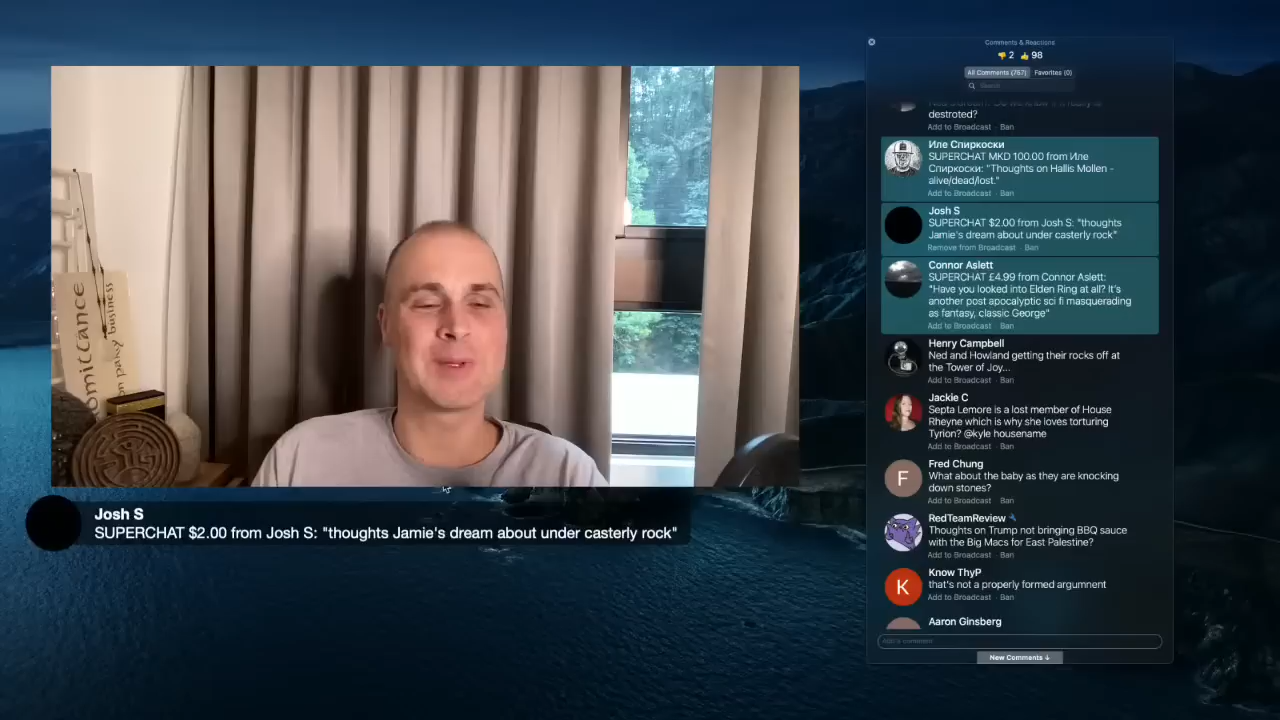 omittance
on paky business
Josh S
SUPERCHAT $2.00 from Josh S: "thoughts Jamie's dream about under casterly rock"
Comments & Reactions
👎 2 👍 98
All Comments (757) Favorites (0)
Search
destroted?
Add to Broadcast · Ban
Иле Спиркоски
SUPERCHAT MKD 100.00 from Иле
Спиркоски: "Thoughts on Hallis Mollen -
alive/dead/lost."
Add to Broadcast · Ban
Josh S
SUPERCHAT $2.00 from Josh S: "thoughts
Jamie's dream about under casterly rock"
Remove from Broadcast · Ban
Connor Aslett
SUPERCHAT £4.99 from Connor Aslett:
"Have you looked into Elden Ring at all? It's
another post apocalyptic sci fi masquerading
as fantasy, classic George"
Add to Broadcast · Ban
Henry Campbell
Ned and Howland getting their rocks off at
the Tower of Joy...
Add to Broadcast · Ban
Jackie C
Septa Lemore is a lost member of House
Rheyne which is why she loves torturing
Tyrion? @kyle housename
Add to Broadcast · Ban
F
Fred Chung
What about the baby as they are knocking
down stones?
Add to Broadcast · Ban
RedTeamReview
Thoughts on Trump not bringing BBQ sauce
with the Big Macs for East Palestine?
Add to Broadcast · Ban
K
Know ThyP
that's not a properly formed argumnent
Add to Broadcast · Ban
Aaron Ginsberg
Add a comment
New Comments ↓